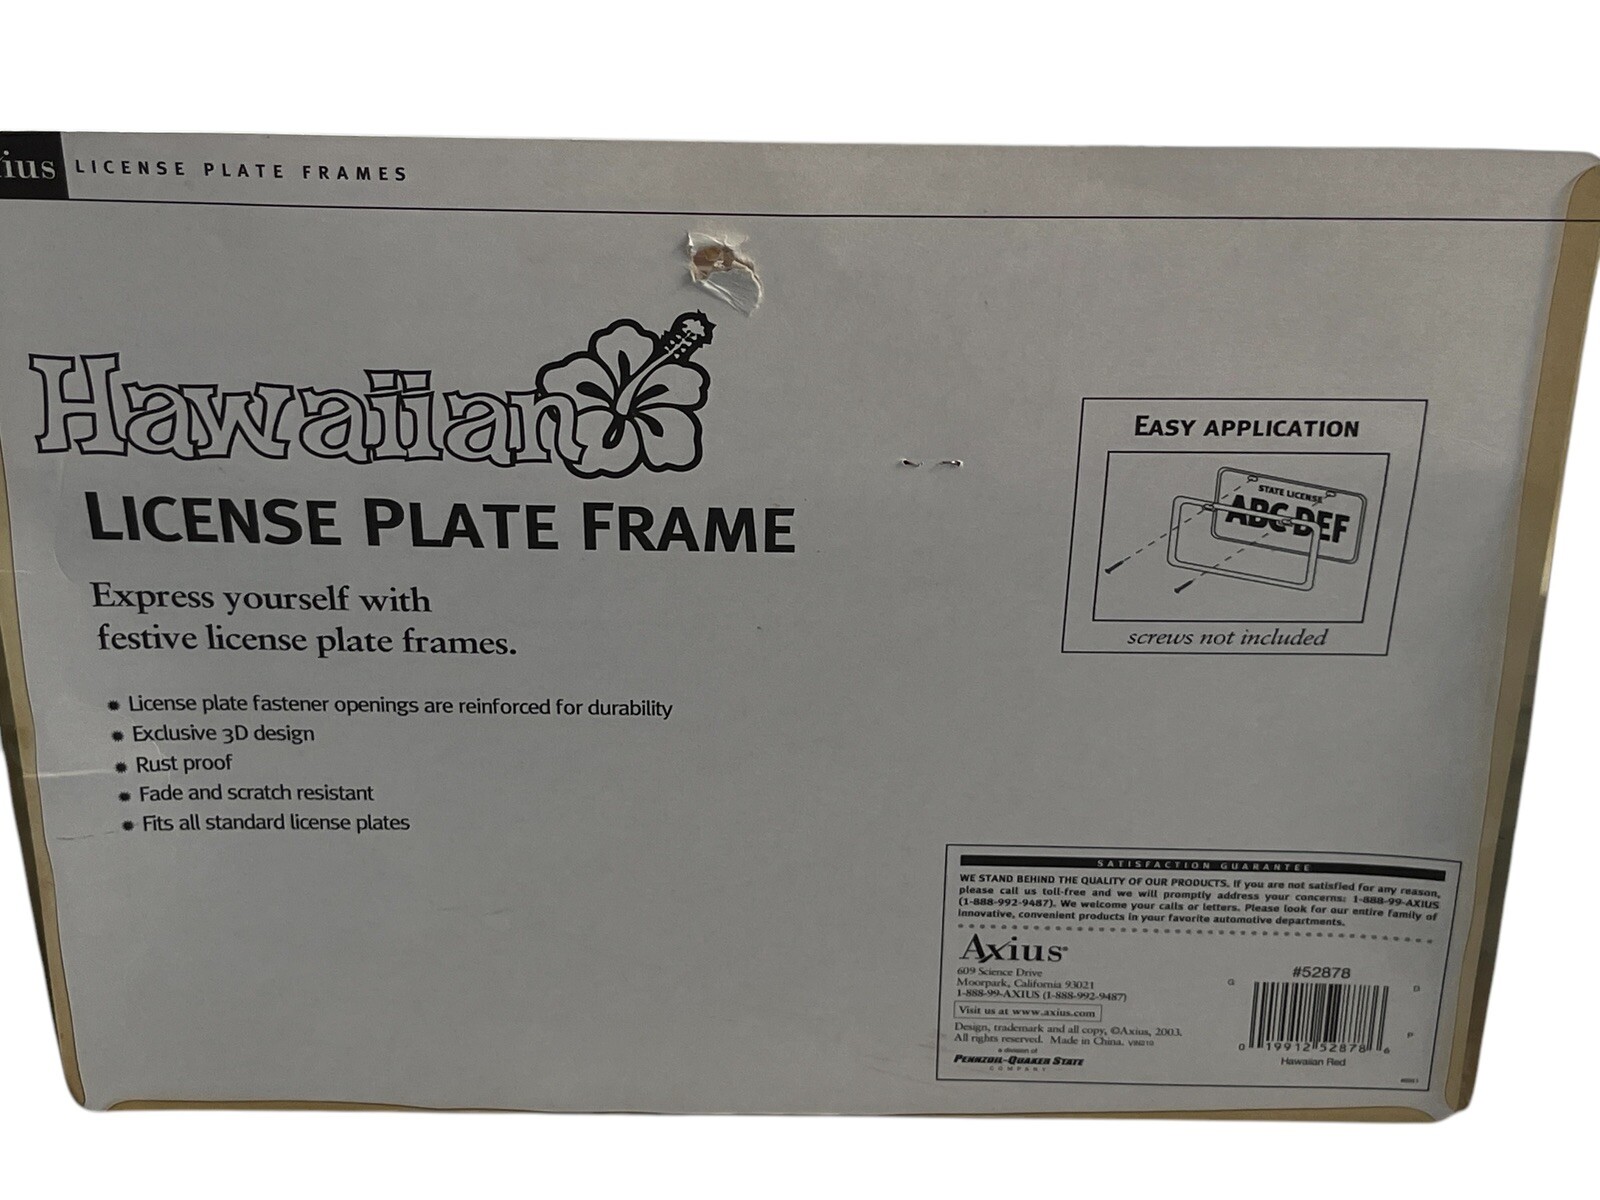 ius LICENSE PLATE FRAMES
Hawaiian
LICENSE PLATE FRAME
Express yourself with
festive license plate frames.
• License plate fastener openings are reinforced for durability
• Exclusive 3D design
• Rust proof
• Fade and scratch resistant
• Fits all standard license plates
EASY APPLICATION
STATE LICENSE
ABC-DEF
screws not included
SATISFACTION GUARANTEE
WE STAND BEHIND THE QUALITY OF OUR PRODUCTS. If you are not satisfied for any reason,
please call us toll-free and we will promptly address your concerns: 1-888-99-AXIUS
(1-888-992-9487). We welcome your calls or letters. Please look for our entire family of
innovative, convenient products in your favorite automotive departments.
Axius®
609 Science Drive
Moorpark, California 93021
1-888-99-AXIUS (1-888-992-9487)
Visit us at www.axius.com
Design, trademark and all copy, ©Axius, 2003.
All rights reserved. Made in China.
a division of
PENNZOIL-QUAKER STATE
COMPANY
#52878
G D
P
0 19912 52878 6
Hawaiian Red